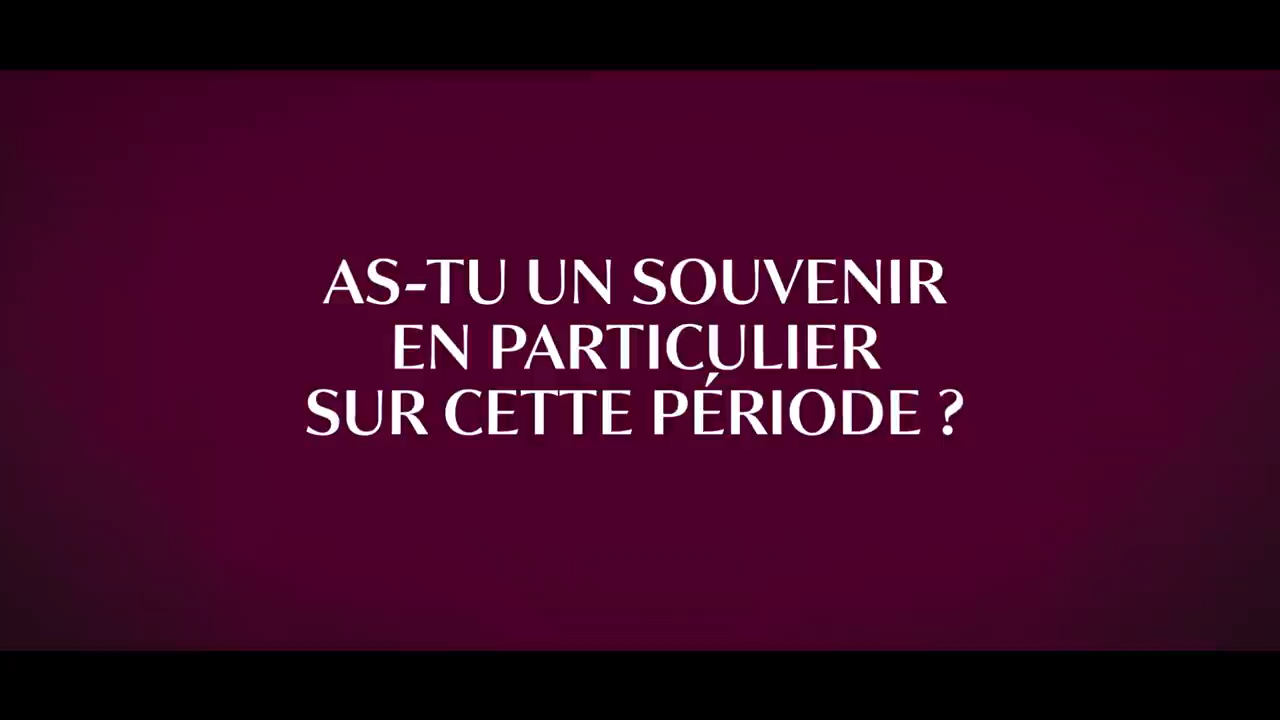 AS-TU UN SOUVENIR
EN PARTICULIER
SUR CETTE PÉRIODE ?